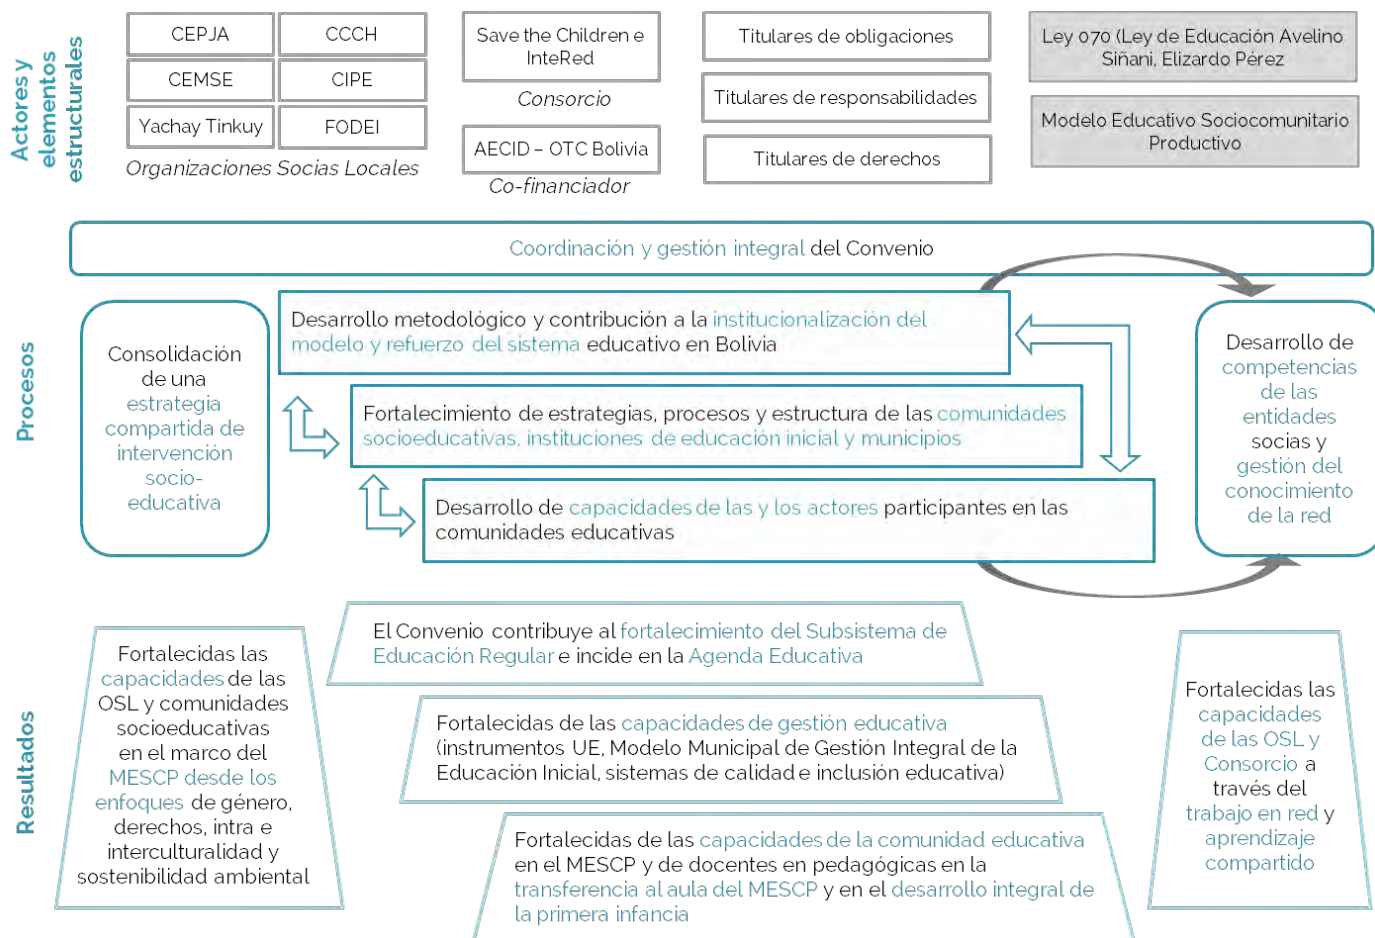 Actores y
elementos
estructurales
CEPJA
CCCH
CEMSE
CIPE
Yachay Tinkuy
FODEI
Organizaciones Socias Locales
Save the Children e
InteRed
Consorcio
AECID – OTC Bolivia
Co-financiador
Titulares de obligaciones
Titulares de responsabilidades
Titulares de derechos
Ley 070 (Ley de Educación Avelino
Siñani, Elizardo Pérez
Modelo Educativo Sociocomunitario
Productivo
Procesos
Coordinación y gestión integral del Convenio
Consolidación
de una
estrategia
compartida de
intervención
socio-
educativa
Desarrollo metodológico y contribución a la institucionalización del
modelo y refuerzo del sistema educativo en Bolivia
Fortalecimiento de estrategias, procesos y estructura de las comunidades
socioeducativas, instituciones de educación inicial y municipios
Desarrollo de capacidades de las y los actores participantes en las
comunidades educativas
Desarrollo de
competencias
de las
entidades
socias y
gestión del
conocimiento
de la red
Resultados
Fortalecidas las
capacidades de las
OSL y comunidades
socioeducativas
en el marco del
MESCP desde los
enfoques de género,
derechos, intra e
interculturalidad y
sostenibilidad ambiental
El Convenio contribuye al fortalecimiento del Subsistema de
Educación Regular e incide en la Agenda Educativa
Fortalecidas de las capacidades de gestión educativa
(instrumentos UE, Modelo Municipal de Gestión Integral de la
Educación Inicial, sistemas de calidad e inclusión educativa)
Fortalecidas de las capacidades de la comunidad educativa
en el MESCP y de docentes en pedagógicas en la
transferencia al aula del MESCP y en el desarrollo integral de
la primera infancia
Fortalecidas las
capacidades
de las OSL y
Consorcio a
través del
trabajo en red y
aprendizaje
compartido